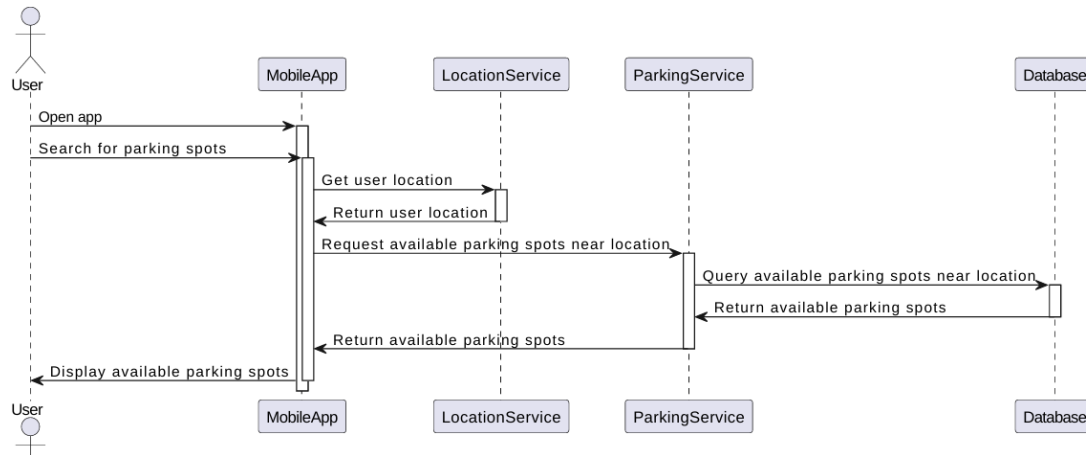 User
MobileApp
LocationService
ParkingService
Database
Open app
Search for parking spots
Get user location
Return user location
Request available parking spots near location
Query available parking spots near location
Return available parking spots
Return available parking spots
Display available parking spots
User
MobileApp
LocationService
ParkingService
Database